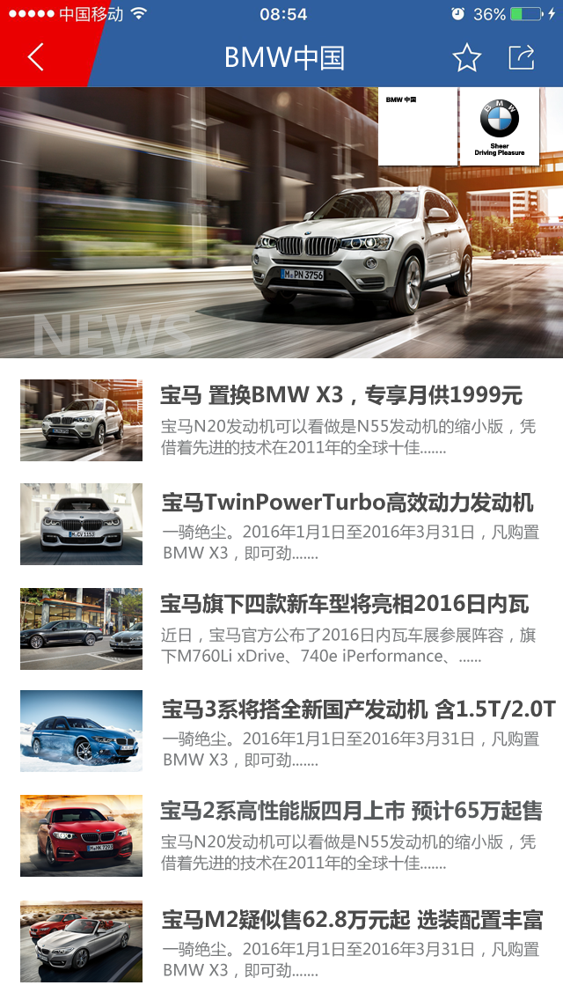 中国移动
08:54
36%
BMW中国
BMW 中国
BMW
Sheer
Driving Pleasure
M PN 3756
NEWS
宝马 置换BMW X3，专享月供1999元
宝马N20发动机可以看做是N55发动机的缩小版，凭
借着先进的技术在2011年的全球十佳.......
宝马TwinPowerTurbo高效动力发动机
一骑绝尘。2016年1月1日至2016年3月31日，凡购置
BMW X3，即可劲.......
M CV 1153
宝马旗下四款新车型将亮相2016日内瓦
近日，宝马官方公布了2016日内瓦车展参展阵容，旗
下M760Li xDrive、740e iPerformance、......
宝马3系将搭全新国产发动机 含1.5T/2.0T
一骑绝尘。2016年1月1日至2016年3月31日，凡购置
BMW X3，即可劲.......
宝马2系高性能版四月上市 预计65万起售
宝马N20发动机可以看做是N55发动机的缩小版，凭
借着先进的技术在2011年的全球十佳.......
M HK 7293
宝马M2疑似售62.8万元起 选装配置丰富
一骑绝尘。2016年1月1日至2016年3月31日，凡购置
BMW X3，即可劲.......